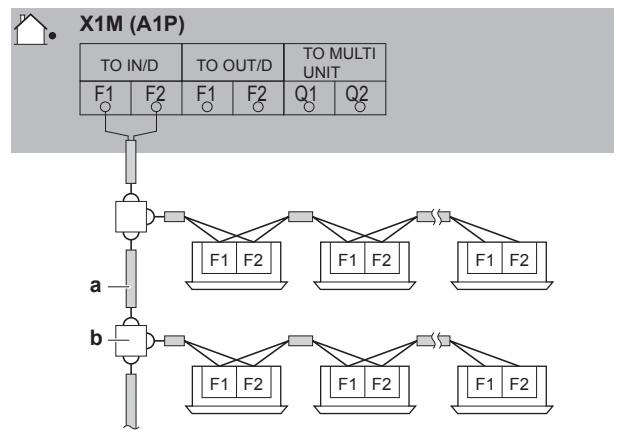 X1M (A1P)
TO IN/D TO OUT/D TO MULTI UNIT
F1 F2 F1 F2 Q1 Q2
F1 F2 F1 F2 F1 F2
a
b
F1 F2 F1 F2 F1 F2